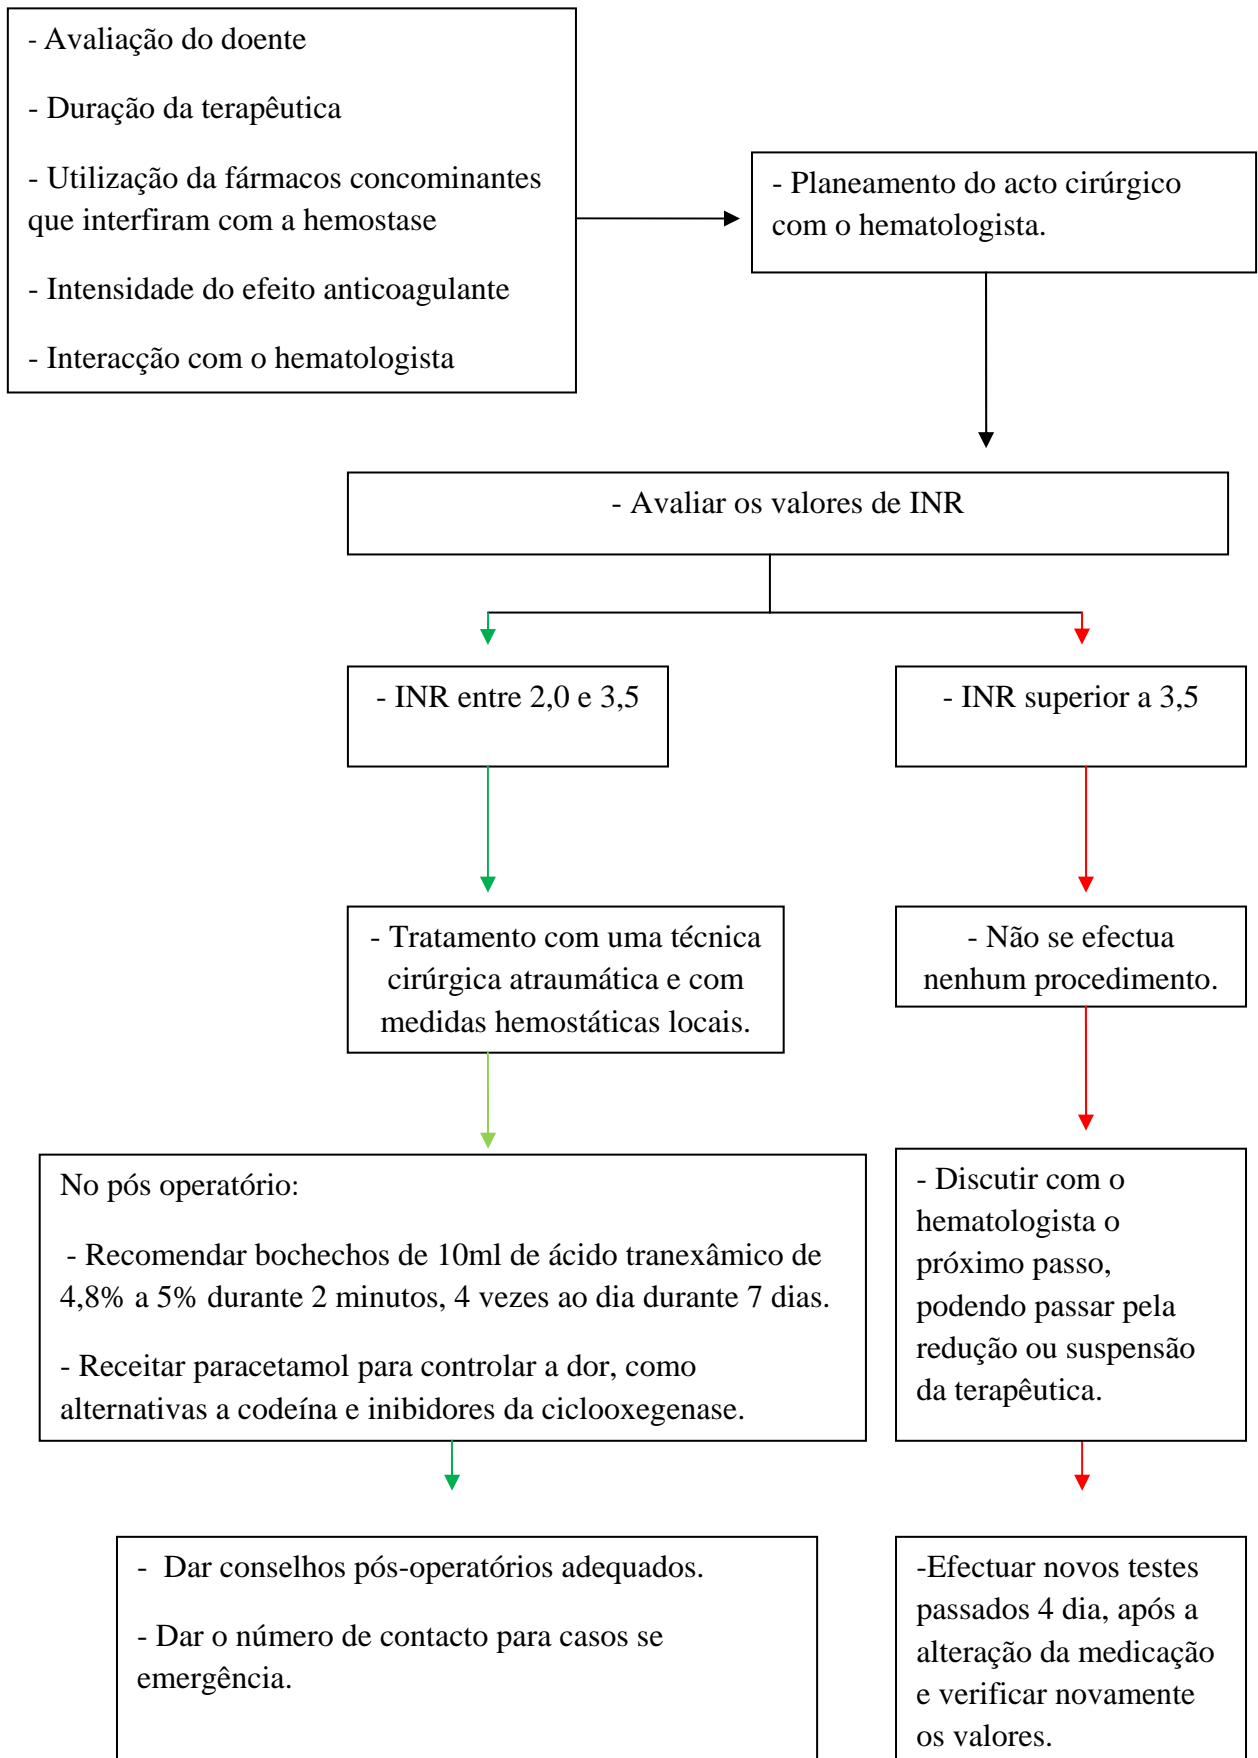 - Avaliação do doente
- Duração da terapêutica
- Utilização da fármacos concominantes
que interfiram com a hemostase
- Intensidade do efeito anticoagulante
- Interacção com o hematologista
- Planeamento do acto cirúrgico
com o hematologista.
- Avaliar os valores de INR
- INR entre 2,0 e 3,5
- INR superior a 3,5
- Tratamento com uma técnica
cirúrgica atraumática e com
medidas hemostáticas locais.
- Não se efectua
nenhum procedimento.
No pós operatório:
- Recomendar bochechos de 10ml de ácido tranexâmico de
4,8% a 5% durante 2 minutos, 4 vezes ao dia durante 7 dias.
- Receitar paracetamol para controlar a dor, como
alternativas a codeína e inibidores da ciclooxegenase.
- Discutir com o
hematologista o
próximo passo,
podendo passar pela
redução ou suspensão
da terapêutica.
- Dar conselhos pós-operatórios adequados.
- Dar o número de contacto para casos se
emergência.
-Efectuar novos testes
passados 4 dia, após a
alteração da medicação
e verificar novamente
os valores.